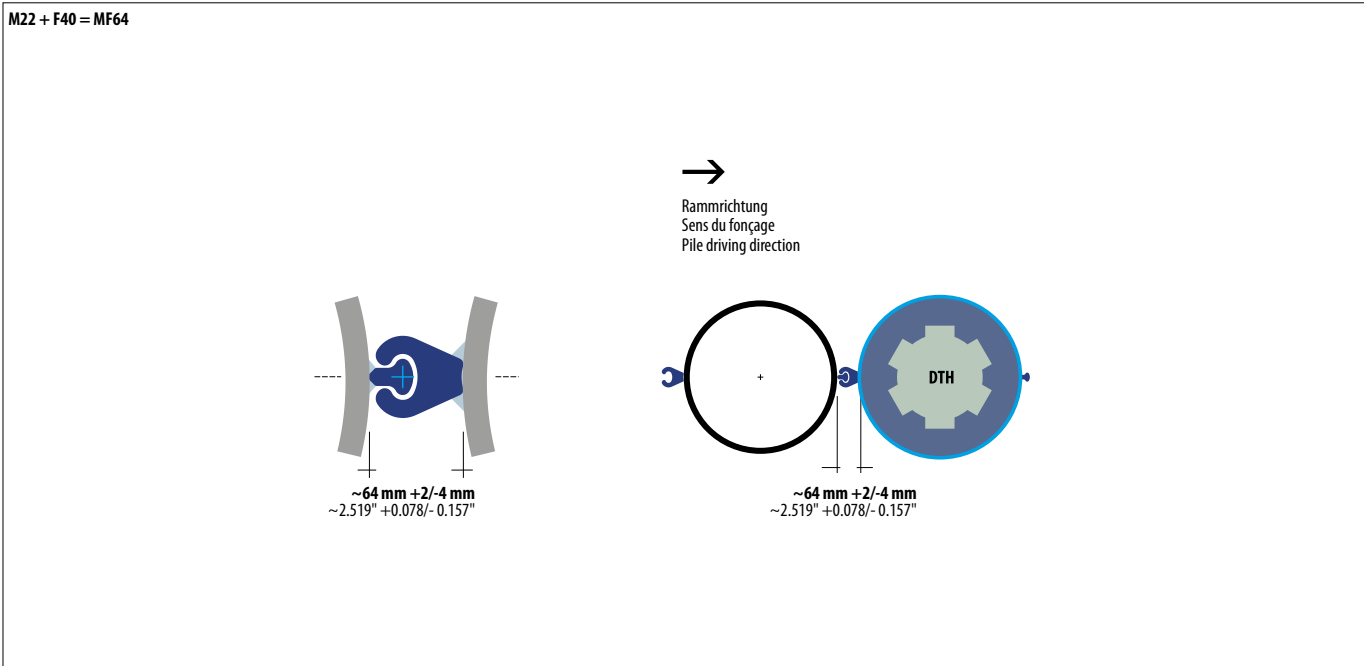 M22 + F40 = MF64
Rammrichtung
Sens du fonçage
Pile driving direction
DTH
~64 mm +2/-4 mm
~2.519" +0.078/- 0.157"
~64 mm +2/-4 mm
~2.519" +0.078/- 0.157"